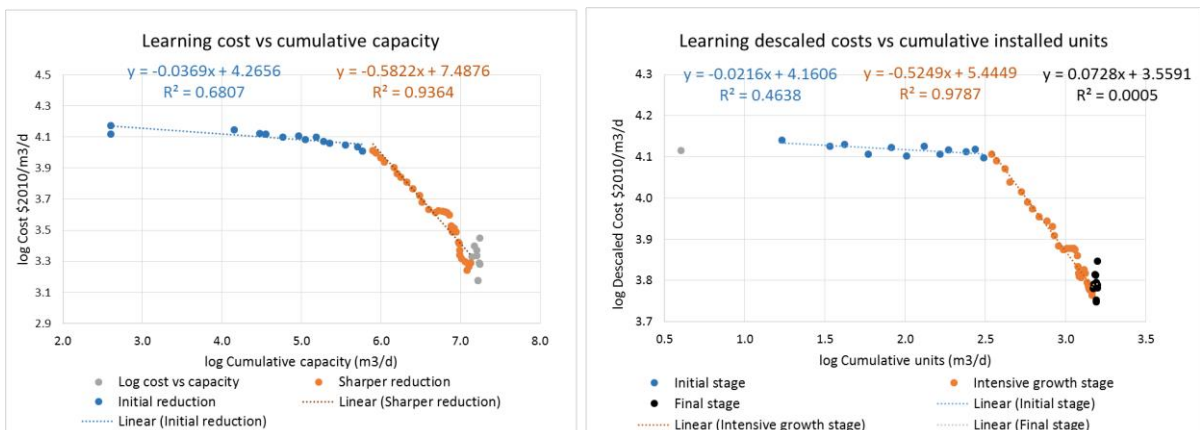 Learning cost vs cumulative capacity
y = -0.0369x + 4.2656
R² = 0.6807
y = -0.5822x + 7.4876
R² = 0.9364
log Cost $2010/m3/d
4.5
4.3
4.1
3.9
3.7
3.5
3.3
3.1
2.9
2.0 3.0 4.0 5.0 6.0 7.0 8.0
log Cumulative capacity (m3/d)
Log cost vs capacity
Sharper reduction
Initial reduction
Linear (Sharper reduction)
Linear (Initial reduction)
Learning descaled costs vs cumulative installed units
y = -0.0216x + 4.1606
R² = 0.4638
y = -0.5249x + 5.4449
R² = 0.9787
y = 0.0728x + 3.5591
R² = 0.0005
log Descaled Cost $2010/m3/d
4.3
4.2
4.1
4.0
3.9
3.8
3.7
0.5 1.0 1.5 2.0 2.5 3.0 3.5
log Cumulative units (m3/d)
Initial stage
Intensive growth stage
Final stage
Linear (Initial stage)
Linear (Intensive growth stage)
Linear (Final stage)